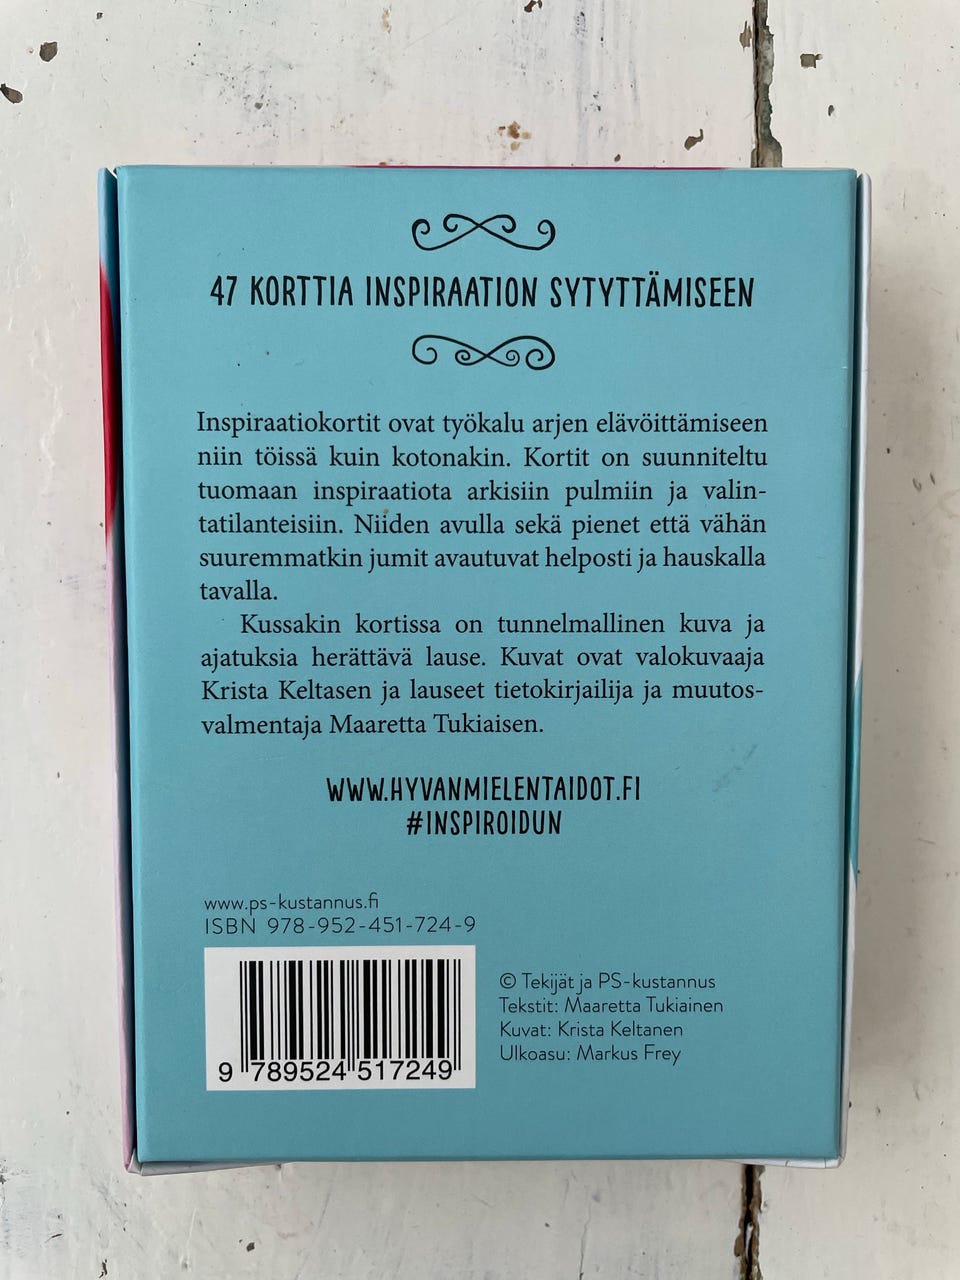 47 KORTTIA INSPIRAATION SYTYTTÄMISEEN
Inspiraatiokortit ovat työkalu arjen elävöittämiseen
niin töissä kuin kotonakin. Kortit on suunniteltu
tuomaan inspiraatiota arkisiin pulmiin ja valin-
tatilanteisiin. Niiden avulla sekä pienet että vähän
suuremmatkin jumit avautuvat helposti ja hauskalla
tavalla.
Kussakin kortissa on tunnelmallinen kuva ja
ajatuksia herättävä lause. Kuvat ovat valokuvaaja
Krista Keltasen ja lauseet tietokirjailija ja muutos-
valmentaja Maaretta Tukiaisen.
WWW.HYVANMIELENTAIDOT.FI
#INSPIROIDUN
www.ps-kustannus.fi
ISBN 978-952-451-724-9
9 789524 517249
© Tekijät ja PS-kustannus
Tekstit: Maaretta Tukiainen
Kuvat: Krista Keltanen
Ulkoasu: Markus Frey